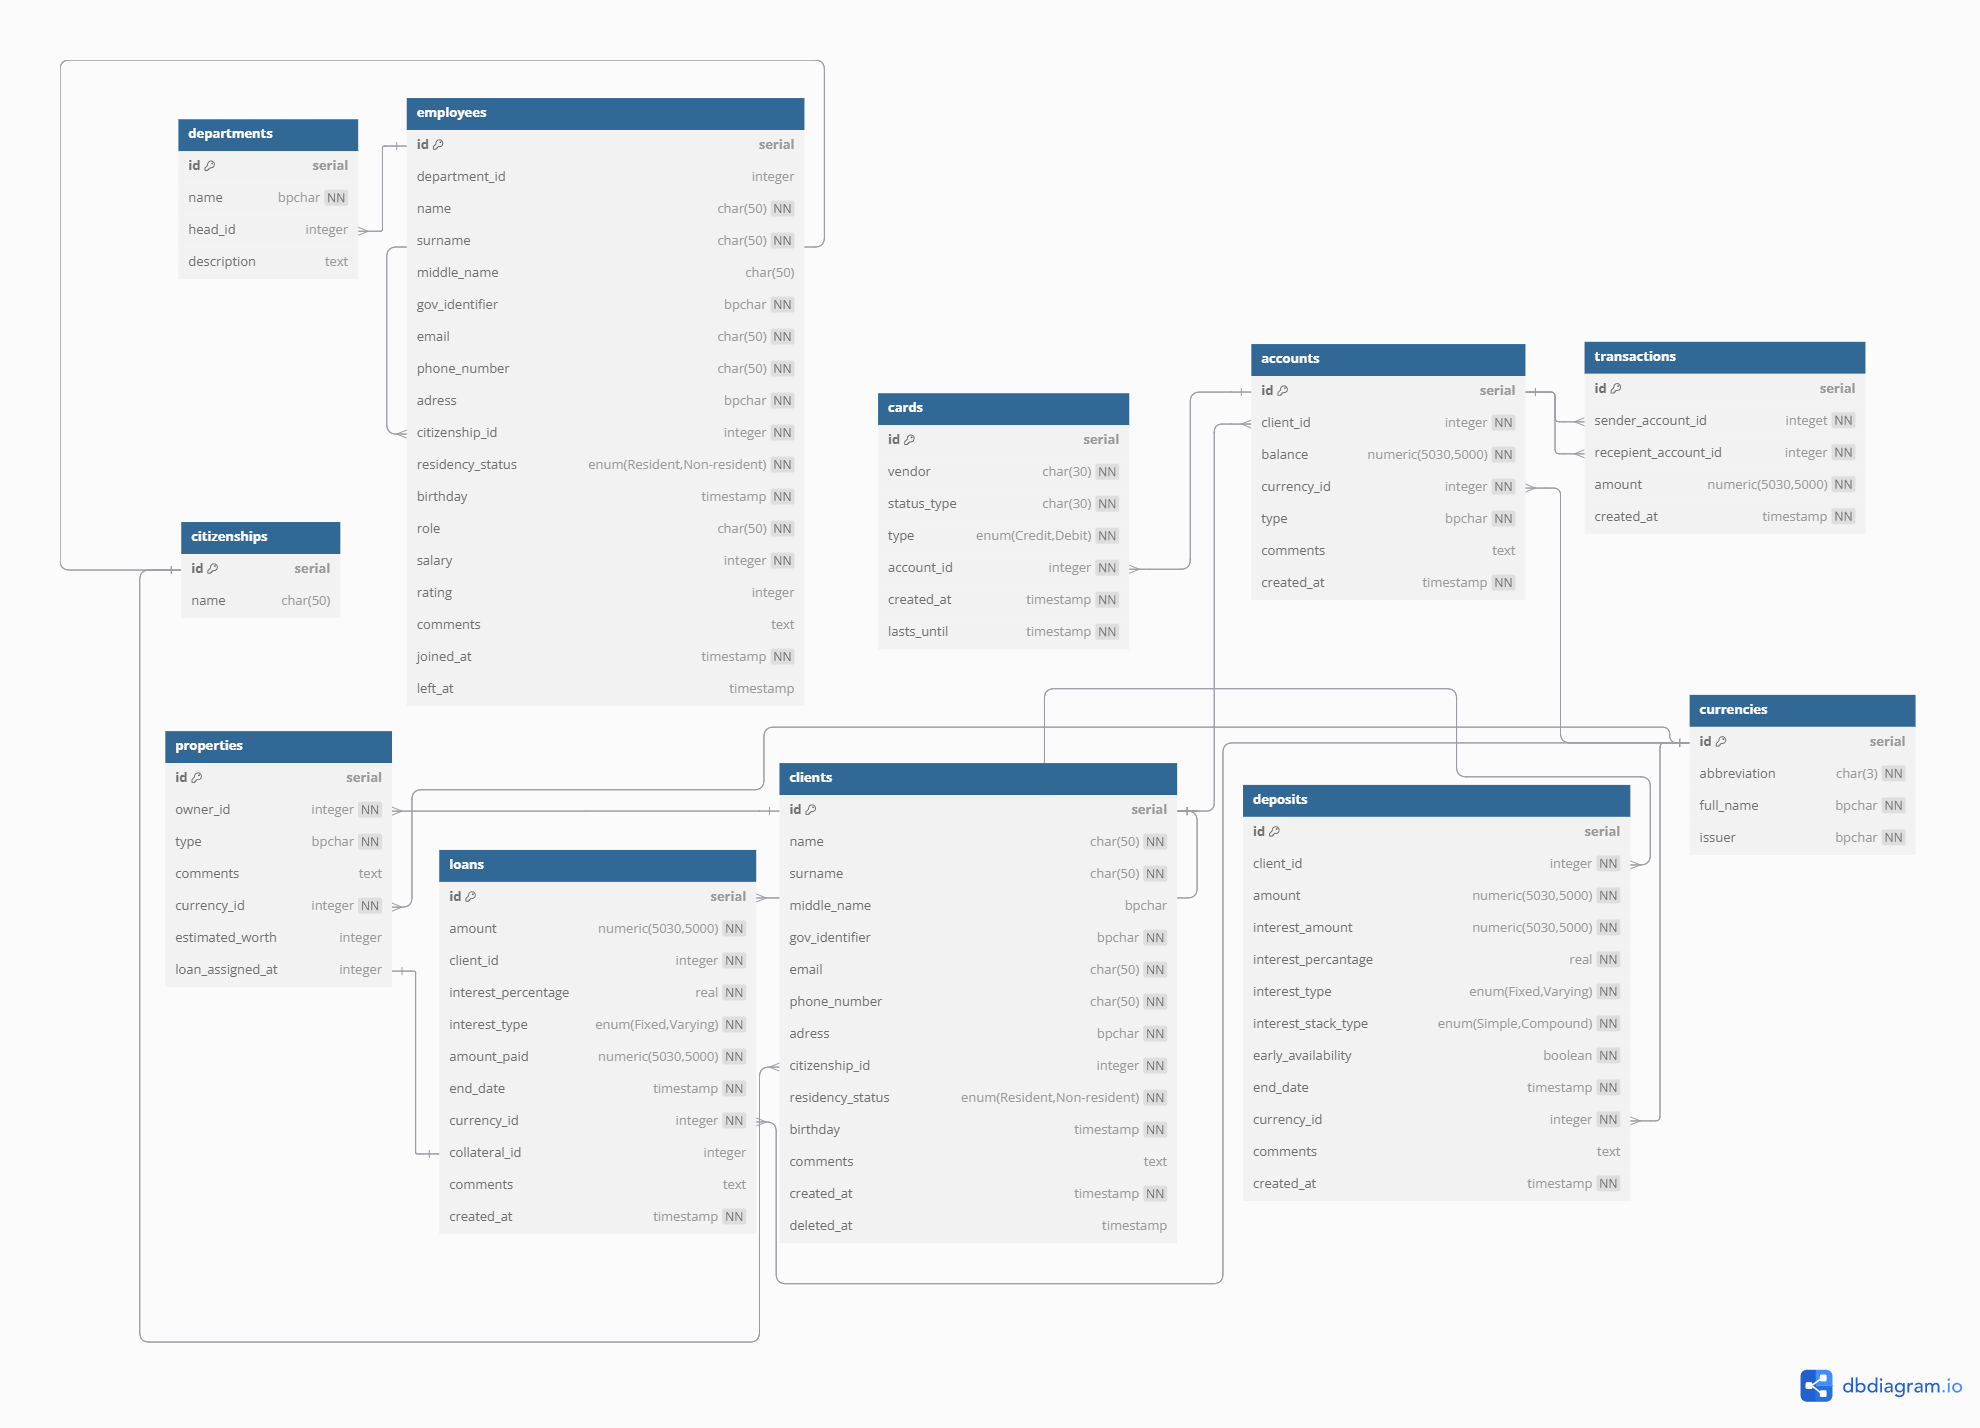 departments
id serial
name bpchar NN
head_id integer
description text
employees
id serial
department_id integer
name char(50) NN
surname char(50) NN
middle_name char(50)
gov_identifier bpchar NN
email char(50) NN
phone_number char(50) NN
adress bpchar NN
citizenship_id integer NN
residency_status enum(Resident,Non-resident) NN
birthday timestamp NN
role char(50) NN
salary integer NN
rating integer
comments text
joined_at timestamp NN
left_at timestamp
cards
id serial
vendor char(30) NN
status_type char(30) NN
type enum(Credit,Debit) NN
account_id integer NN
created_at timestamp NN
lasts_until timestamp NN
accounts
id serial
client_id integer NN
balance numeric(5030,5000) NN
currency_id integer NN
type bpchar NN
comments text
created_at timestamp NN
transactions
id serial
sender_account_id integet NN
recepient_account_id integer NN
amount numeric(5030,5000) NN
created_at timestamp NN
citizenships
id serial
name char(50)
properties
id serial
owner_id integer NN
type bpchar NN
comments text
currency_id integer NN
estimated_worth integer
loan_assigned_at integer
loans
id serial
amount numeric(5030,5000) NN
client_id integer NN
interest_percentage real NN
interest_type enum(Fixed,Varying) NN
amount_paid numeric(5030,5000) NN
end_date timestamp NN
currency_id integer NN
collateral_id integer
comments text
created_at timestamp NN
clients
id serial
name char(50) NN
surname char(50) NN
middle_name bpchar
gov_identifier bpchar NN
email char(50) NN
phone_number char(50) NN
adress bpchar NN
citizenship_id integer NN
residency_status enum(Resident,Non-resident) NN
birthday timestamp NN
comments text
created_at timestamp NN
deleted_at timestamp
deposits
id serial
client_id integer NN
amount numeric(5030,5000) NN
interest_amount numeric(5030,5000) NN
interest_percantage real NN
interest_type enum(Fixed,Varying) NN
interest_stack_type enum(Simple,Compound) NN
early_availability boolean NN
end_date timestamp NN
currency_id integer NN
comments text
created_at timestamp NN
currencies
id serial
abbreviation char(3) NN
full_name bpchar NN
issuer bpchar NN
dbdiagram.io